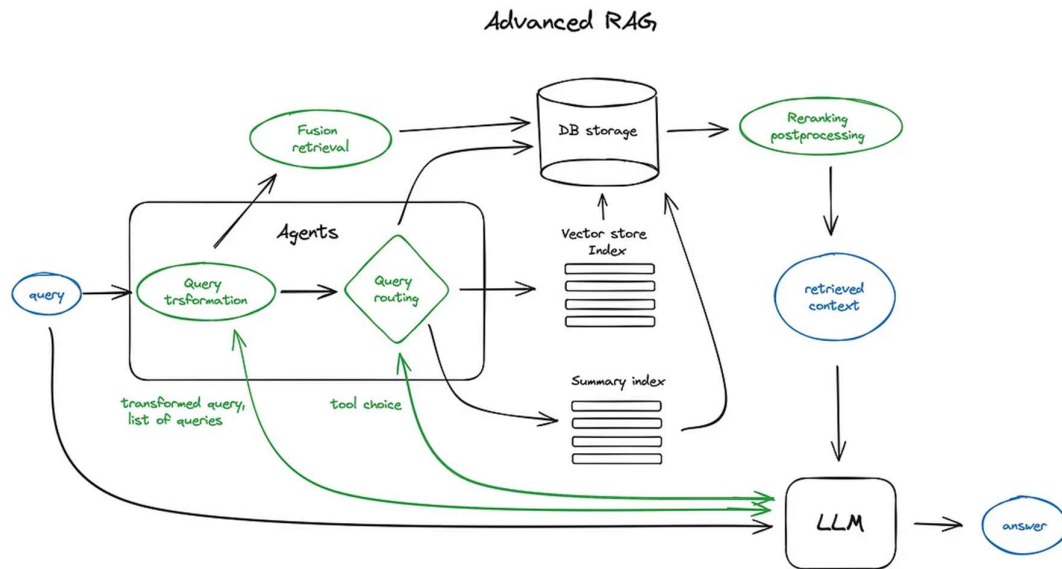 Advanced RAG
Fusion
retrieval
DB storage
Reranking
postprocessing
Agents
Vector store
Index
query
Query
trsformation
Query
routing
retrieved
context
transformed query,
list of queries
tool choice
Summary index
LLM
answer